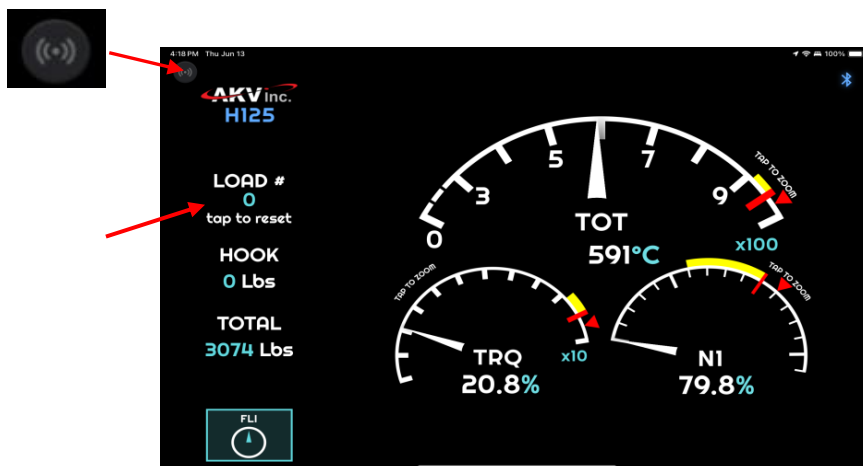 4:18 PM Thu Jun 13
100%
AKV inc.
H125
LOAD #
0
tap to reset
HOOK
0 Lbs
TOTAL
3074 Lbs
FLI
0
3
5
7
9
TAP TO ZOOM
x100
TOT
591°C
TAP TO ZOOM
x10
TRQ
20.8%
TAP TO ZOOM
N1
79.8%